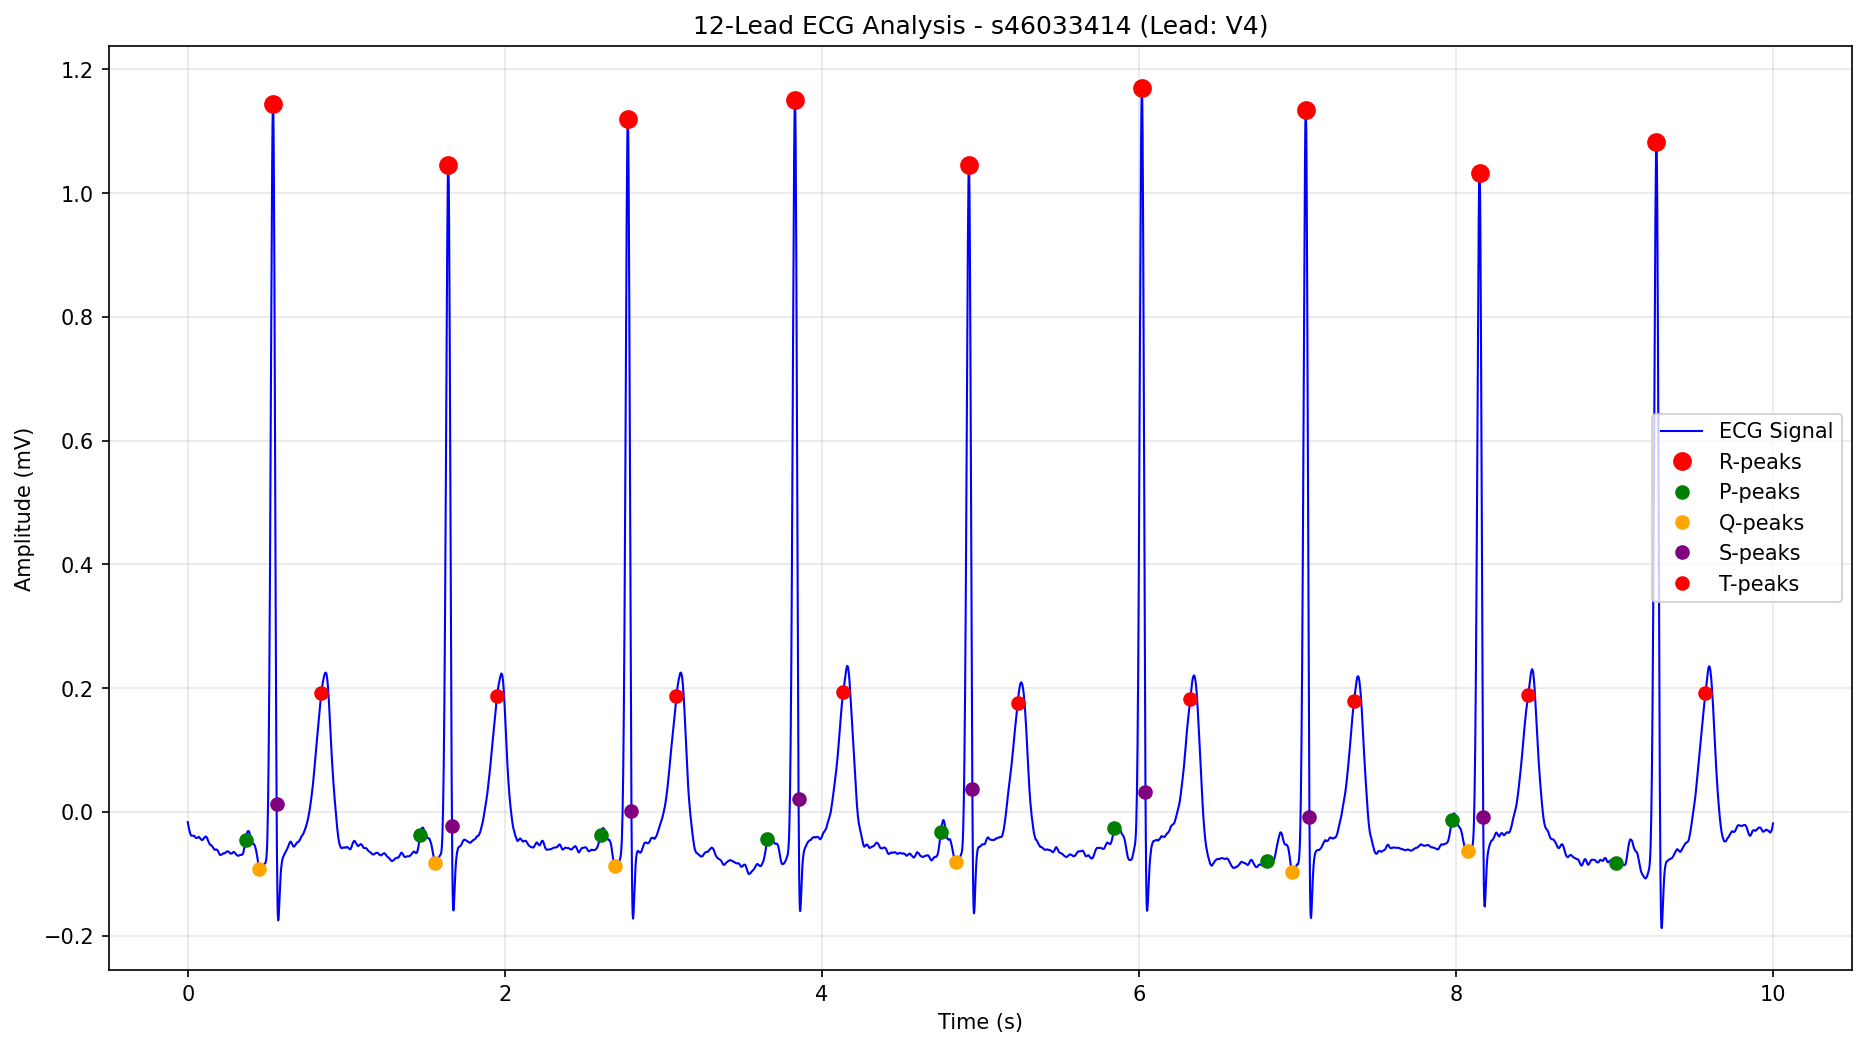 12-Lead ECG Analysis - s46033414 (Lead: V4)
Amplitude (mV)
1.2
1.0
0.8
0.6
0.4
0.2
0.0
−0.2
ECG Signal
R-peaks
P-peaks
Q-peaks
S-peaks
T-peaks
0 2 4 6 8 10
Time (s)